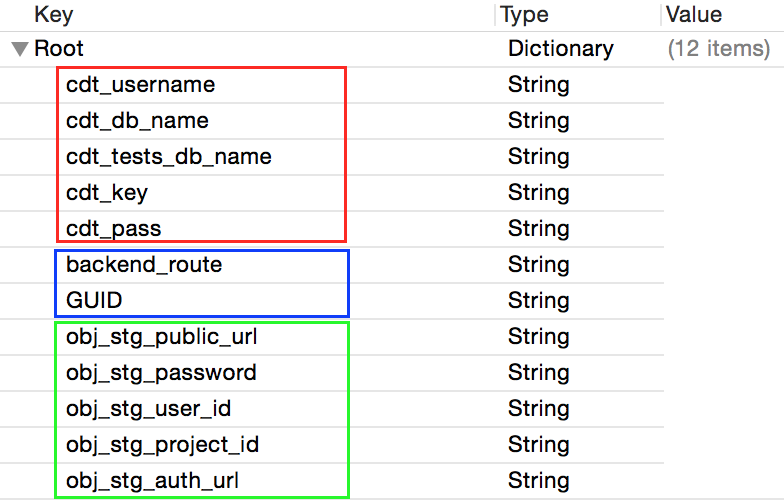 Key Type Value
Root Dictionary (12 items)
cdt_username String
cdt_db_name String
cdt_tests_db_name String
cdt_key String
cdt_pass String
backend_route String
GUID String
obj_stg_public_url String
obj_stg_password String
obj_stg_user_id String
obj_stg_project_id String
obj_stg_auth_url String